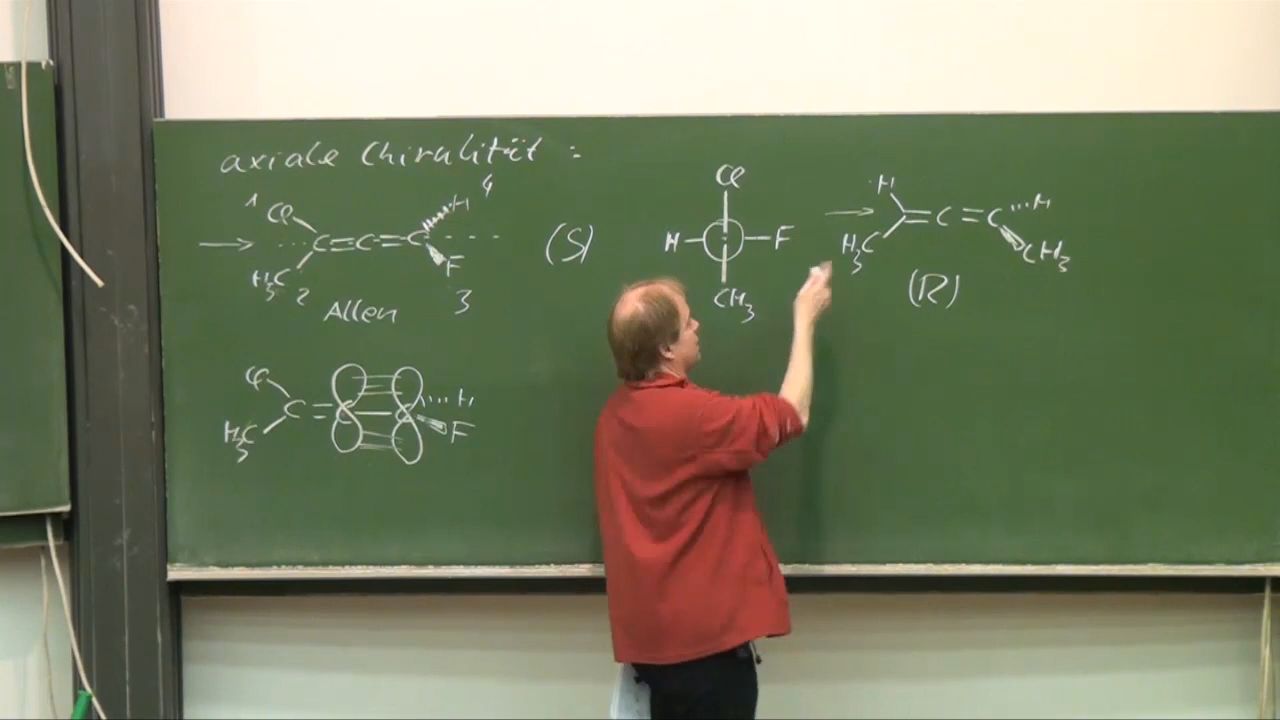 axiale Chiralität :
1 Cl H 4
C=C=C
H3C 2 F 3
Allen
(S)
Cl
H F
CH3
H
C=C H
H3C CH3
(R)
Cl
C= C C H
H3C F